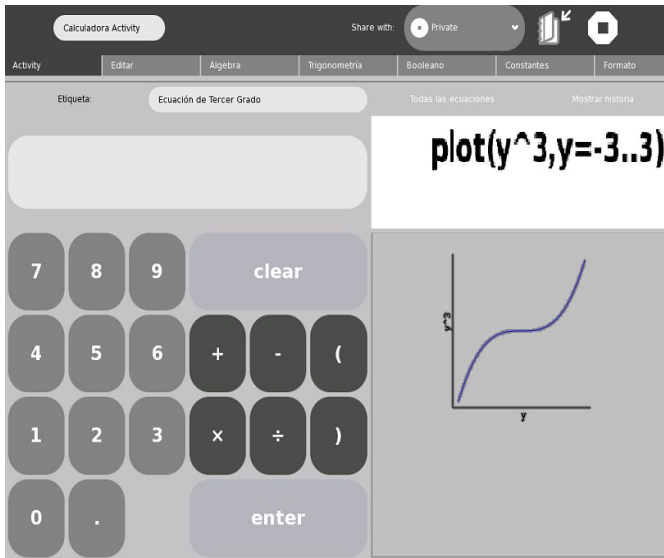 Calculadora Activity
Share with: Private
Activity Editar Algebra Trigonometría Booleano Constantes Formato
Etiqueta: Ecuación de Tercer Grado
Todas las ecuaciones Mostrar historia
plot(y^3,y=-3..3)
7 8 9 clear
4 5 6 + - (
1 2 3 × ÷ )
0 . enter
y^3
y